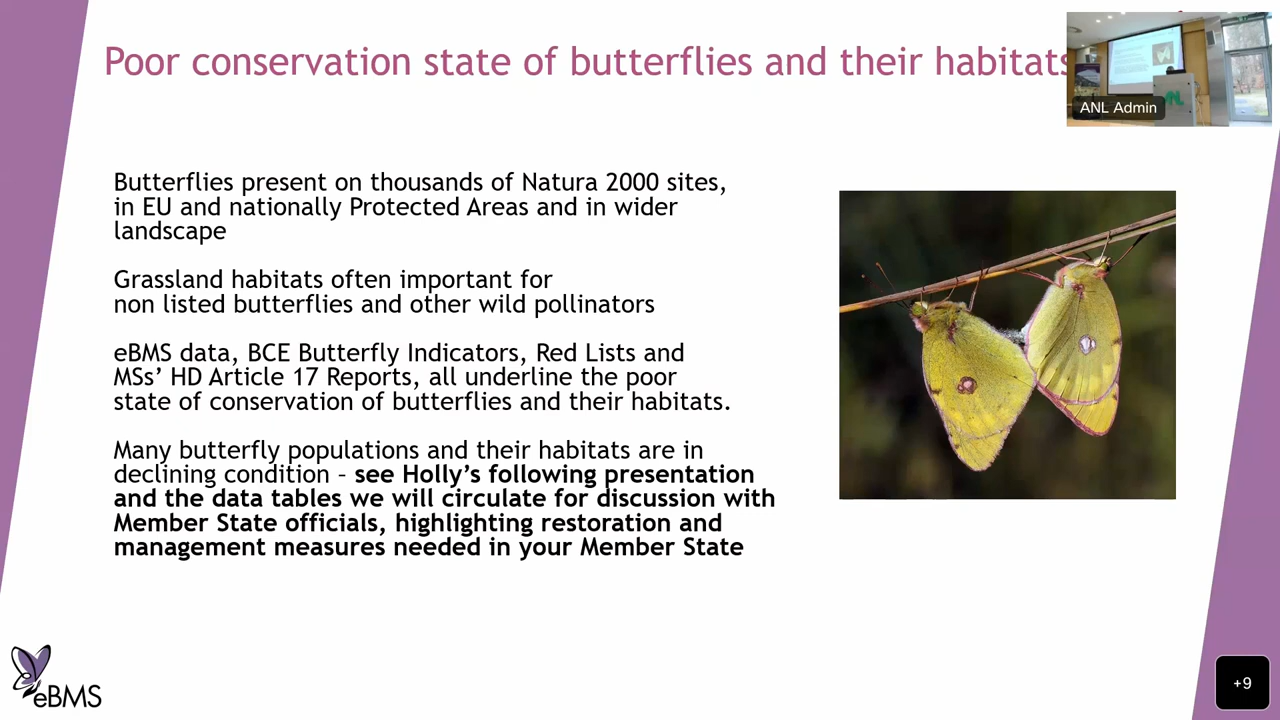 Poor conservation state of butterflies and their habitats
ANL Admin
Butterflies present on thousands of Natura 2000 sites,
in EU and nationally Protected Areas and in wider
landscape
Grassland habitats often important for
non listed butterflies and other wild pollinators
eBMS data, BCE Butterfly Indicators, Red Lists and
MSs’ HD Article 17 Reports, all underline the poor
state of conservation of butterflies and their habitats.
Many butterfly populations and their habitats are in
declining condition – see Holly’s following presentation
and the data tables we will circulate for discussion with
Member State officials, highlighting restoration and
management measures needed in your Member State
eBMS
+9